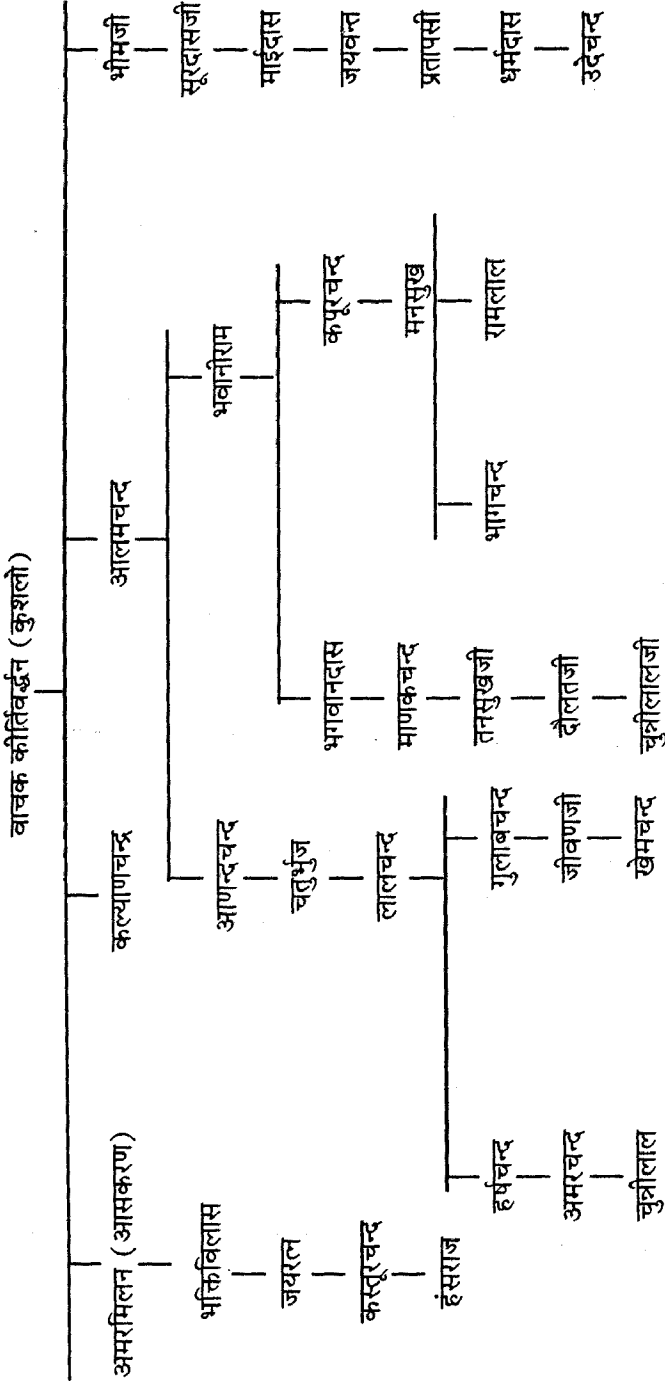 वाचक कीर्तिवर्द्धन (कुशलो)
अमरमिलन (आसकरण) कल्याणचन्द्र आलमचन्द भीमजी
भक्तिविलास आणन्दचन्द भवानीराम सूरदासजी
जयरत्न चतुर्भुज माईदास
कस्तूरचन्द लालचन्द भगवानदास कपूरचन्द जयवन्त
हंसराज माणकचन्द मनसुख प्रतापसी
हर्षचन्द गुलाबचन्द तनसुखजी भागचन्द रामलाल धर्मदास
अमरचन्द जीवणजी दौलतजी उदेचन्द
चुन्नीलाल खेमचन्द चुन्नीलालजी